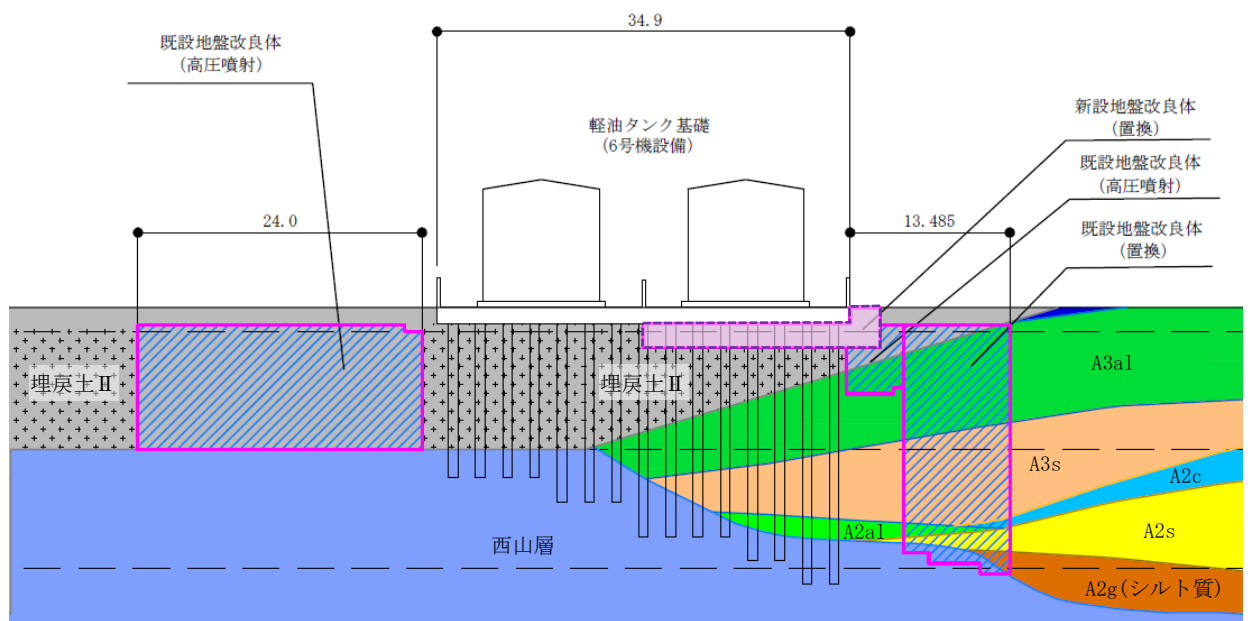 34.9
既設地盤改良体
(高圧噴射)
軽油タンク基礎
(6号機設備)
新設地盤改良体
(置換)
既設地盤改良体
(高圧噴射)
既設地盤改良体
(置換)
24.0
13.485
埋戻土Ⅱ
埋戻土Ⅱ
A3al
A3s
A2c
A2al
A2s
西山層
A2g(シルト質)